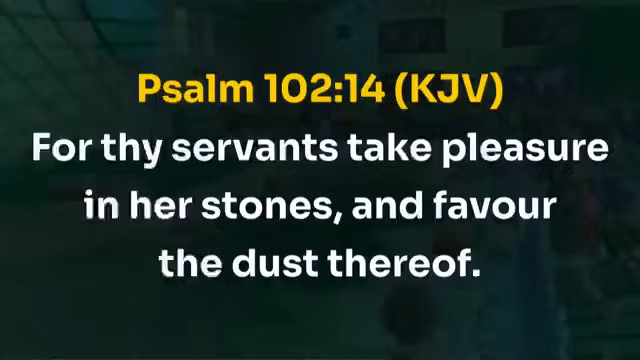 Psalm 102:14 (KJV)
For thy servants take pleasure
in her stones, and favour
the dust thereof.